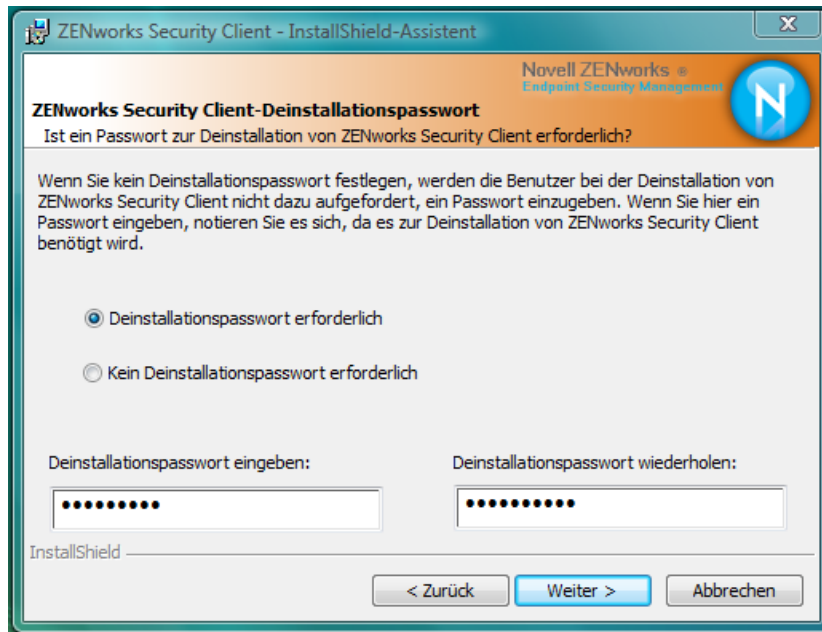 ZENworks Security Client - InstallShield-Assistent
Novell ZENworks ®
Endpoint Security Management
N
ZENworks Security Client-Deinstallationspasswort
Ist ein Passwort zur Deinstallation von ZENworks Security Client erforderlich?
Wenn Sie kein Deinstallationspasswort festlegen, werden die Benutzer bei der Deinstallation von
ZENworks Security Client nicht dazu aufgefordert, ein Passwort einzugeben. Wenn Sie hier ein
Passwort eingeben, notieren Sie es sich, da es zur Deinstallation von ZENworks Security Client
benötigt wird.
Deinstallationspasswort erforderlich
Kein Deinstallationspasswort erforderlich
Deinstallationspasswort eingeben:
Deinstallationspasswort wiederholen:
•••••••••
••••••••••
InstallShield
< Zurück
Weiter >
Abbrechen